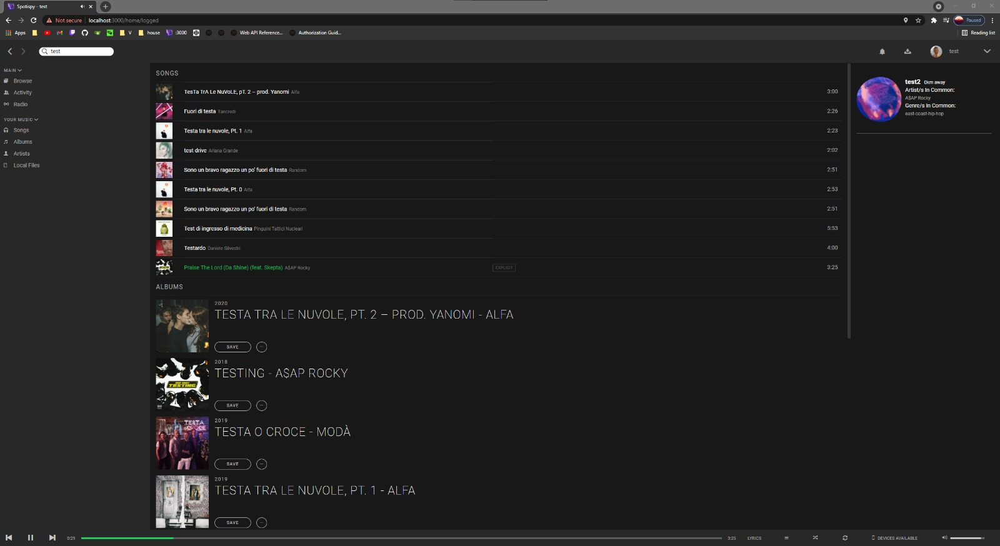 Spotispy - test
Not secure localhost:3000/home/logged
Paused
Apps
V
house
:3000
Web API Reference...
Authorization Guid...
Reading list
test
test
MAIN
Browse
Activity
Radio
YOUR MUSIC
Songs
Albums
Artists
Local Files
SONGS
TesTa TrA Le NuVoLE, pT. 2 – prod. Yanomi Alfa 3:00
Fuori di testa Tancredi 2:26
Testa tra le nuvole, Pt. 1 Alfa 2:23
test drive Ariana Grande 2:02
Sono un bravo ragazzo un po' fuori di testa Random 2:51
Testa tra le nuvole, Pt. 0 Alfa 2:53
Sono un bravo ragazzo un po' fuori di testa Random 2:51
Test di ingresso di medicina Pinguini Tattici Nucleari 5:53
Testardo Daniele Silvestri 4:00
Praise The Lord (Da Shine) (feat. Skepta) A$AP Rocky EXPLICIT 3:25
ALBUMS
2020
TESTA TRA LE NUVOLE, PT. 2 – PROD. YANOMI - ALFA
SAVE
2018
TESTING - A$AP ROCKY
TESTING
SAVE
2019
TESTA O CROCE - MODÀ
TESTA
CROCE
SAVE
2019
TESTA TRA LE NUVOLE, PT. 1 - ALFA
SAVE
test2 0km away
Artist/s In Common:
A$AP Rocky
Genre/s In Common:
east-coast-hip-hop
0:29
3:25
LYRICS
DEVICES AVAILABLE